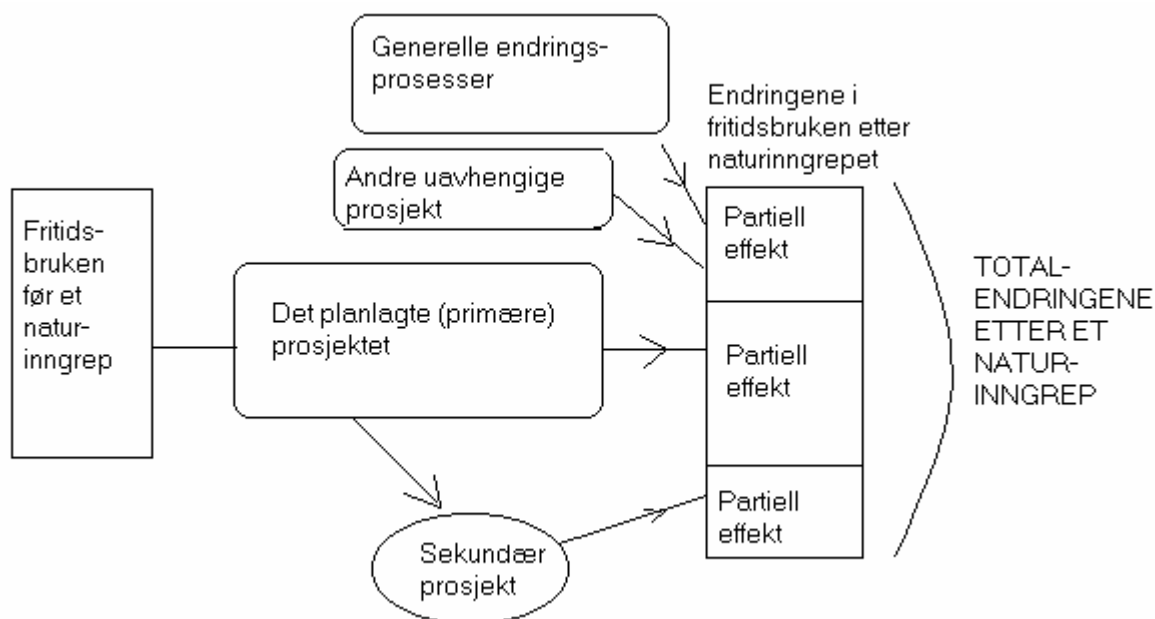 Generelle endrings-
prosesser
Endringene i
fritidsbruken etter
naturinngrepet
Andre uavhengige
prosjekt
Fritids-
bruken
før et
natur-
inngrep
Det planlagte (primære)
prosjektet
Sekundær
prosjekt
Partiell
effekt
Partiell
effekt
Partiell
effekt
TOTAL-
ENDRINGENE
ETTER ET
NATUR-
INNGREP